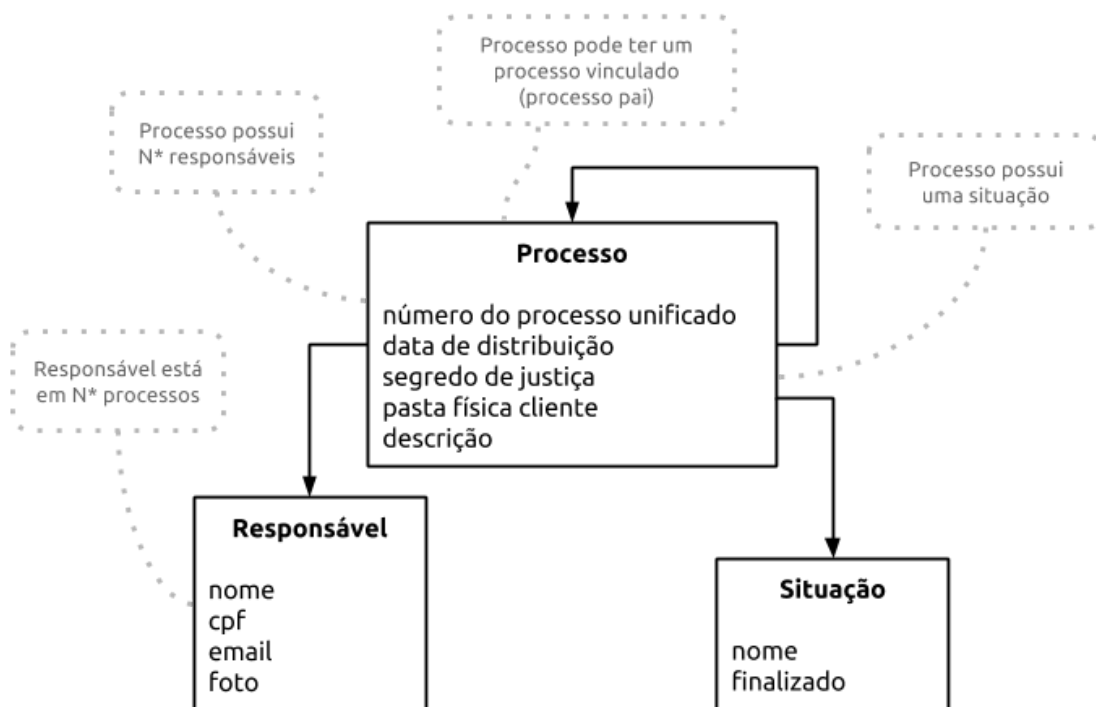 Processo pode ter um
processo vinculado
(processo pai)
Processo possui
N* responsáveis
Processo possui
uma situação
Processo
número do processo unificado
data de distribuição
segredo de justiça
pasta física cliente
descrição
Responsável está
em N* processos
Responsável
nome
cpf
email
foto
Situação
nome
finalizado